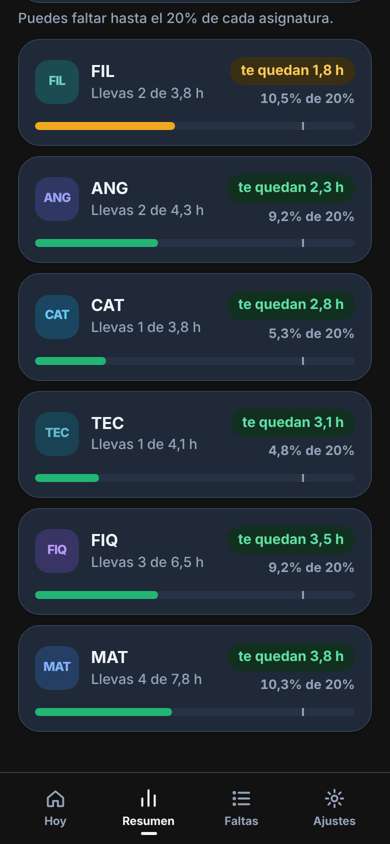 Puedes faltar hasta el 20% de cada asignatura.
FIL
FIL
te quedan 1,8 h
Llevas 2 de 3,8 h
10,5% de 20%
ANG
ANG
te quedan 2,3 h
Llevas 2 de 4,3 h
9,2% de 20%
CAT
CAT
te quedan 2,8 h
Llevas 1 de 3,8 h
5,3% de 20%
TEC
TEC
te quedan 3,1 h
Llevas 1 de 4,1 h
4,8% de 20%
FIQ
FIQ
te quedan 3,5 h
Llevas 3 de 6,5 h
9,2% de 20%
MAT
MAT
te quedan 3,8 h
Llevas 4 de 7,8 h
10,3% de 20%
Hoy
Resumen
Faltas
Ajustes